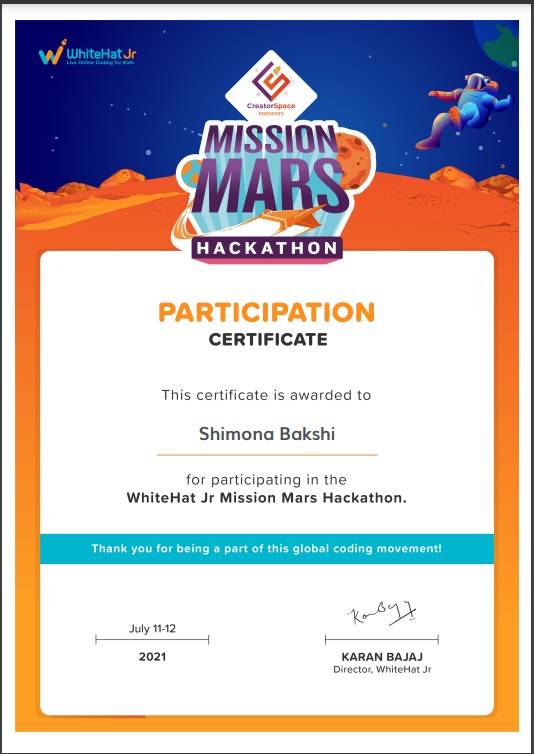 WhiteHat Jr
Live Online Coding for Kids
CreatorSpace
PRESENTS
MISSION
MARS
HACKATHON
PARTICIPATION
CERTIFICATE
This certificate is awarded to
Shimona Bakshi
for participating in the
WhiteHat Jr Mission Mars Hackathon.
Thank you for being a part of this global coding movement!
July 11-12
2021
KARAN BAJAJ
Director, WhiteHat Jr